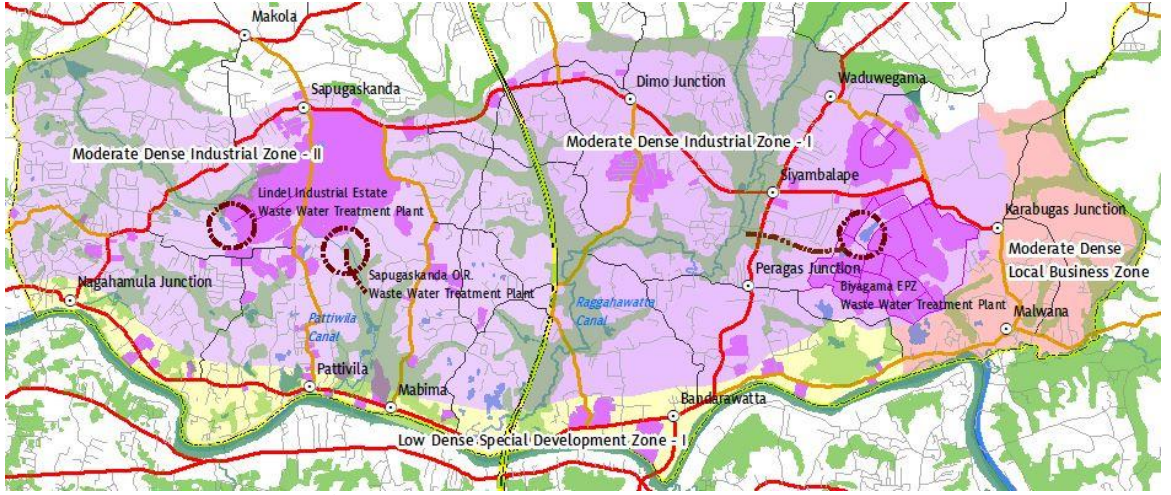 Makola
Sapugaskanda
Dimo Junction
Waduwegama
Moderate Dense Industrial Zone - II
Moderate Dense Industrial Zone - I
Siyambalape
Lindel Industrial Estate
Waste Water Treatment Plant
Karabugas Junction
Moderate Dense
Local Business Zone
Sapugaskanda O.R.
Waste Water Treatment Plant
Peragas Junction
Biyagama EPZ
Waste Water Treatment Plant
Nagahamula Junction
Pattiwila
Canal
Raggahawatta
Canal
Malwana
Pattivila
Mabima
Bandarawatta
Low Dense Special Development Zone - I